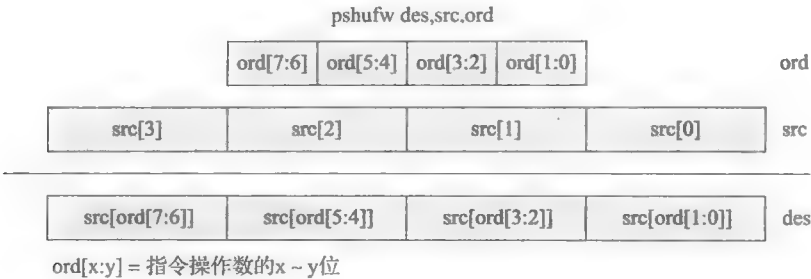 pshufw des,src,ord
ord[7:6] ord[5:4] ord[3:2] ord[1:0] ord
src[3] src[2] src[1] src[0] src
src[ord[7:6]] src[ord[5:4]] src[ord[3:2]] src[ord[1:0]] des
ord[x:y] = 指令操作数的x ~ y位